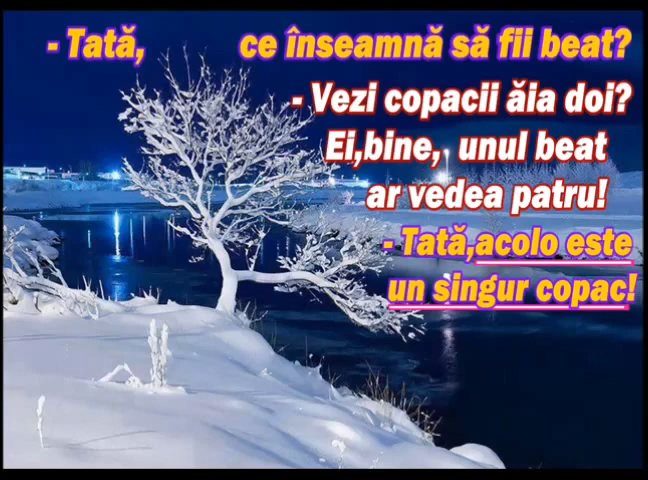 - Tată, ce înseamnă să fii beat?
- Vezi copacii ăia doi?
Ei,bine, unul beat
ar vedea patru!
- Tată,acolo este
un singur copac!